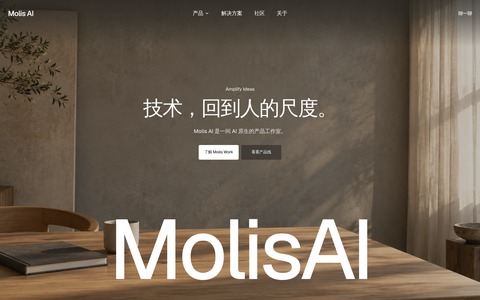 Molis AI
产品
解决方案
社区
关于
聊一聊
Amplify Ideas
技术，回到人的尺度。
Molis AI 是一间 AI 原生的产品工作室。
了解 Molis Work
看看产品线
MolisAI